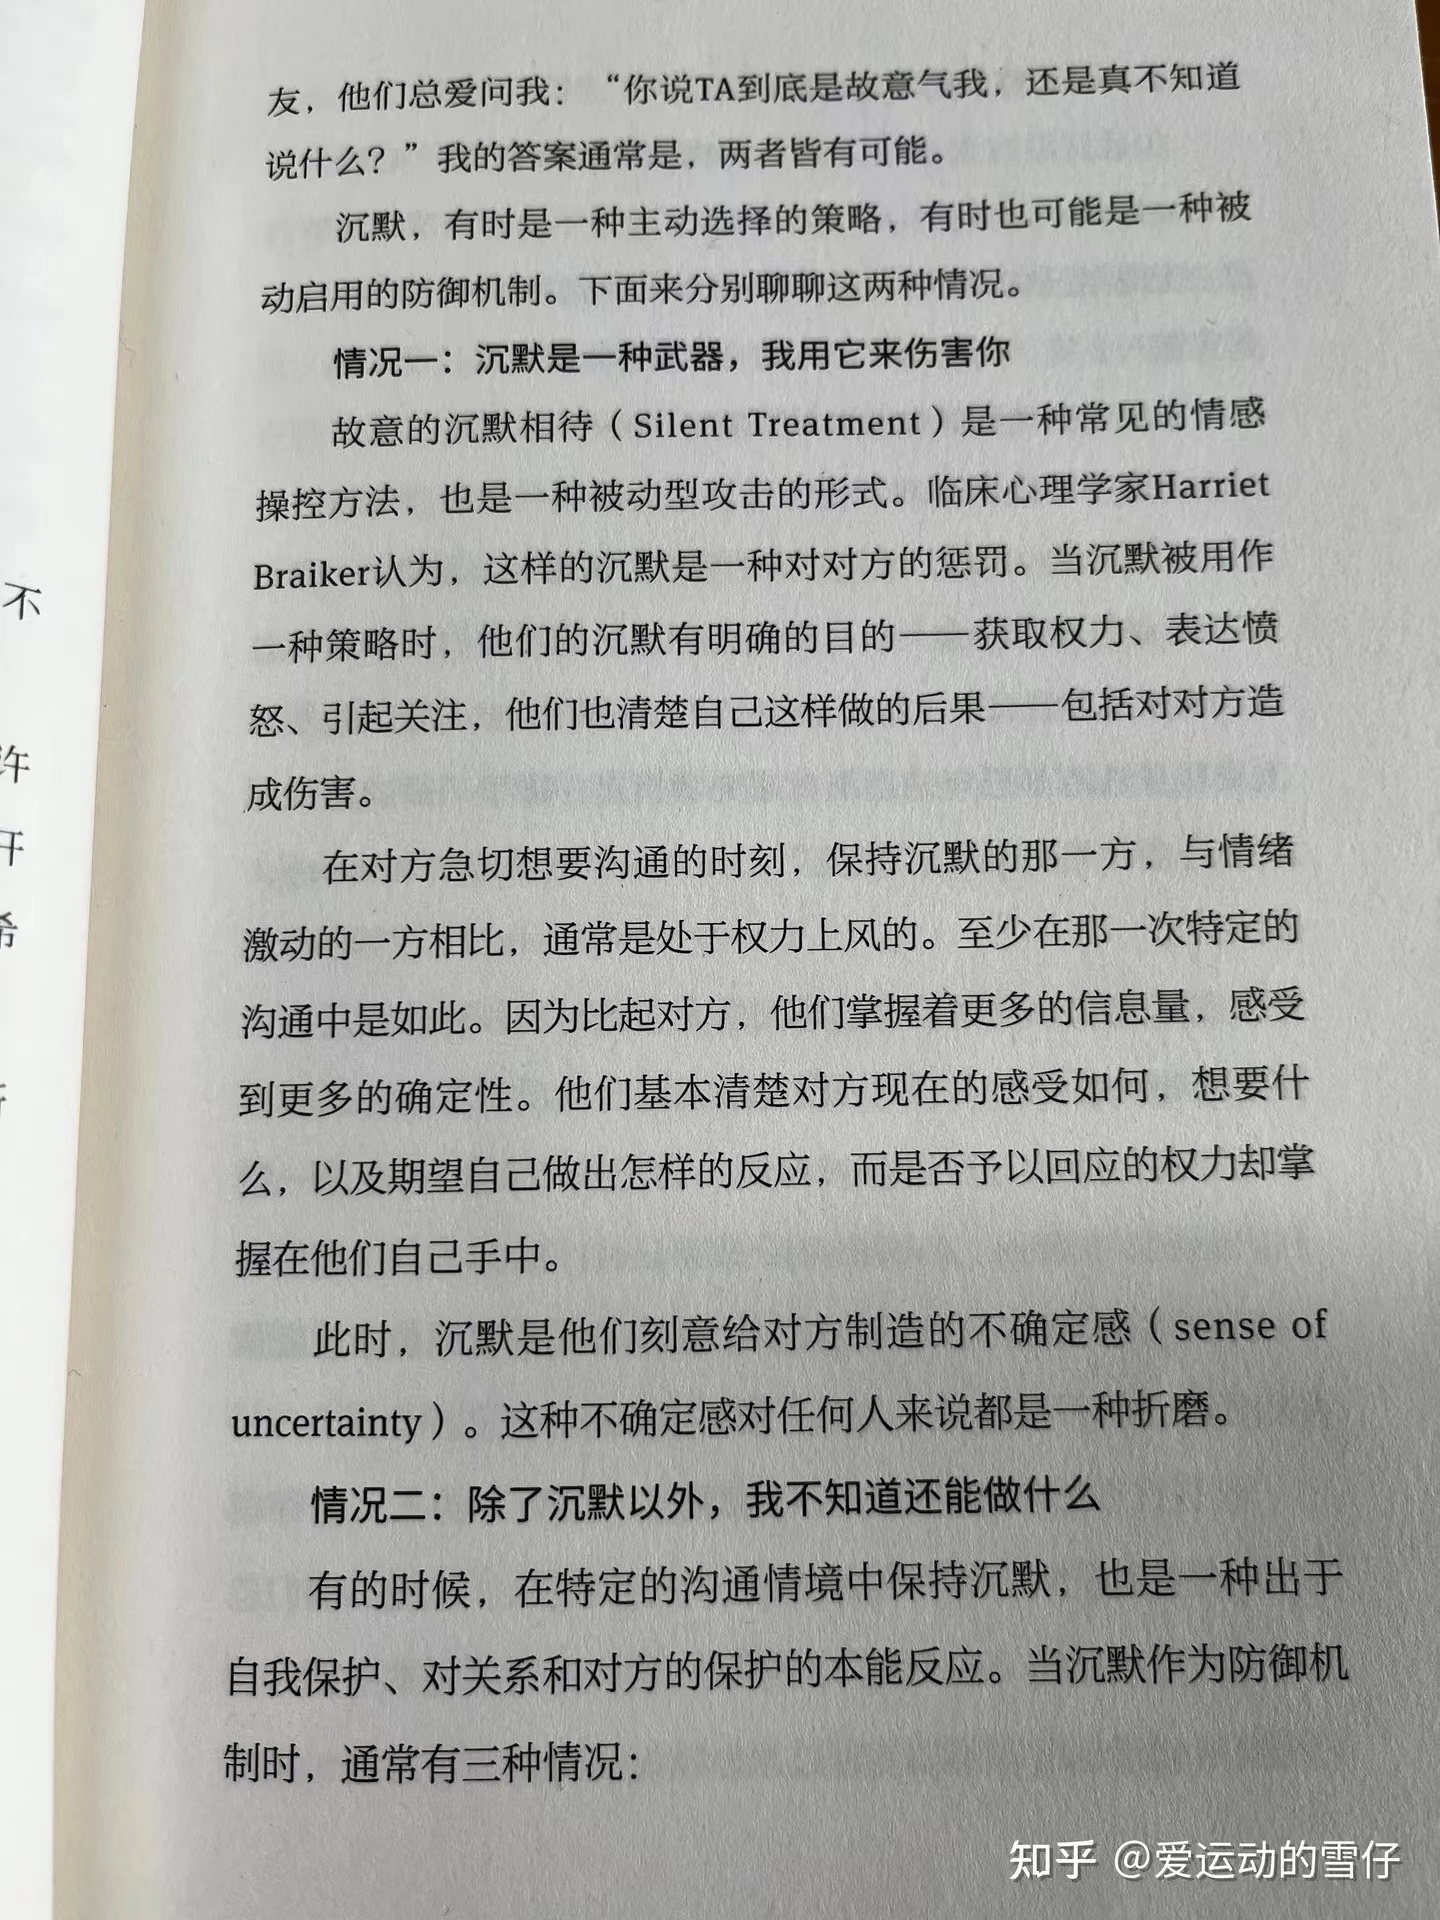 不
许
开
希
友，他们总爱问我：“你说TA到底是故意气我，还是真不知道
说什么？”我的答案通常是，两者皆有可能。
沉默，有时是一种主动选择的策略，有时也可能是一种被
动启用的防御机制。下面来分别聊聊这两种情况。
情况一：沉默是一种武器，我用它来伤害你
故意的沉默相待（Silent Treatment）是一种常见的情感
操控方法，也是一种被动型攻击的形式。临床心理学家Harriet
Braiker认为，这样的沉默是一种对对方的惩罚。当沉默被用作
一种策略时，他们的沉默有明确的目的——获取权力、表达愤
怒、引起关注，他们也清楚自己这样做的后果——包括对对方造
成伤害。
在对方急切想要沟通的时刻，保持沉默的那一方，与情绪
激动的一方相比，通常是处于权力上风的。至少在那一次特定的
沟通中是如此。因为比起对方，他们掌握着更多的信息量，感受
到更多的确定性。他们基本清楚对方现在的感受如何，想要什
么，以及期望自己做出怎样的反应，而是否予以回应的权力却掌
握在他们自己手中。
此时，沉默是他们刻意给对方制造的不确定感（sense of
uncertainty）。这种不确定感对任何人来说都是一种折磨。
情况二：除了沉默以外，我不知道还能做什么
有的时候，在特定的沟通情境中保持沉默，也是一种出于
自我保护、对关系和对方的保护的本能反应。当沉默作为防御机
制时，通常有三种情况：
知乎 @爱运动的雪仔